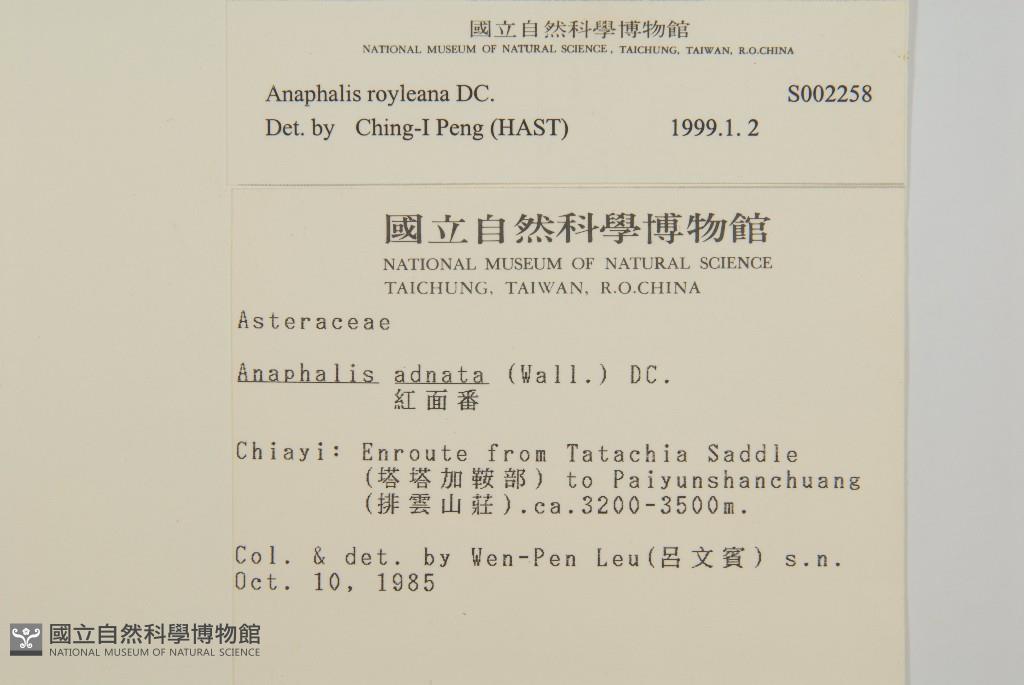 國立自然科學博物館
NATIONAL MUSEUM OF NATURAL SCIENCE, TAICHUNG, TAIWAN, R.O.CHINA
Anaphalis royleana DC. S002258
Det. by Ching-I Peng (HAST) 1999.1. 2
國立自然科學博物館
NATIONAL MUSEUM OF NATURAL SCIENCE
TAICHUNG, TAIWAN, R.O.CHINA
Asteraceae
Anaphalis adnata (Wall.) DC.
紅面番
Chiayi: Enroute from Tatachia Saddle
(塔塔加鞍部) to Paiyunshanchuang
(排雲山莊).ca.3200-3500m.
Col. & det. by Wen-Pen Leu(呂文賓) s.n.
Oct. 10, 1985
國立自然科學博物館
NATIONAL MUSEUM OF NATURAL SCIENCE